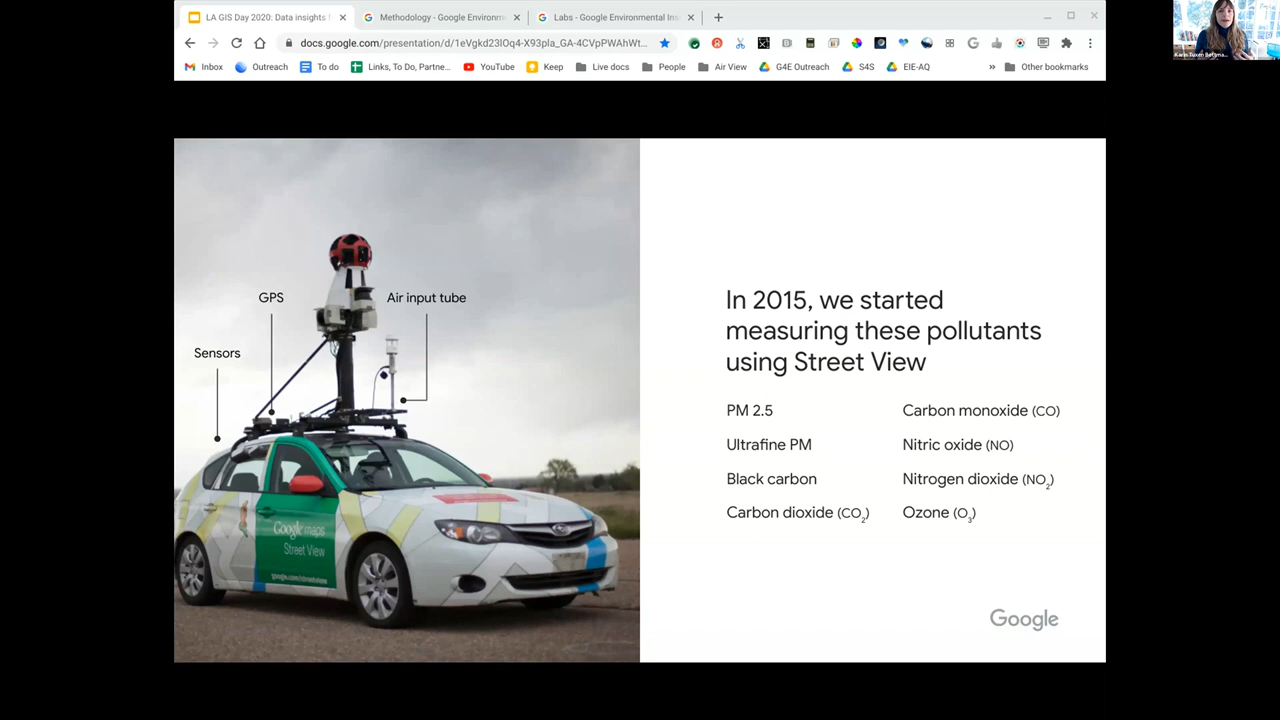 LA GIS Day 2020: Data insights
Methodology - Google Environm
Labs - Google Environmental Ins
docs.google.com/presentation/d/1eVgkd23lOq4-X93pla_GA-4CVpPWAhWt...
Inbox
Outreach
To do
Links, To Do, Partne...
YouTube
Keep
Live docs
People
Air View
G4E Outreach
S4S
EIE-AQ
»
Other bookmarks
GPS
Air input tube
Sensors
Google maps
Street View
google.com/streetview
In 2015, we started
measuring these pollutants
using Street View
PM 2.5
Carbon monoxide (CO)
Ultrafine PM
Nitric oxide (NO)
Black carbon
Nitrogen dioxide (NO2)
Carbon dioxide (CO2)
Ozone (O3)
Google